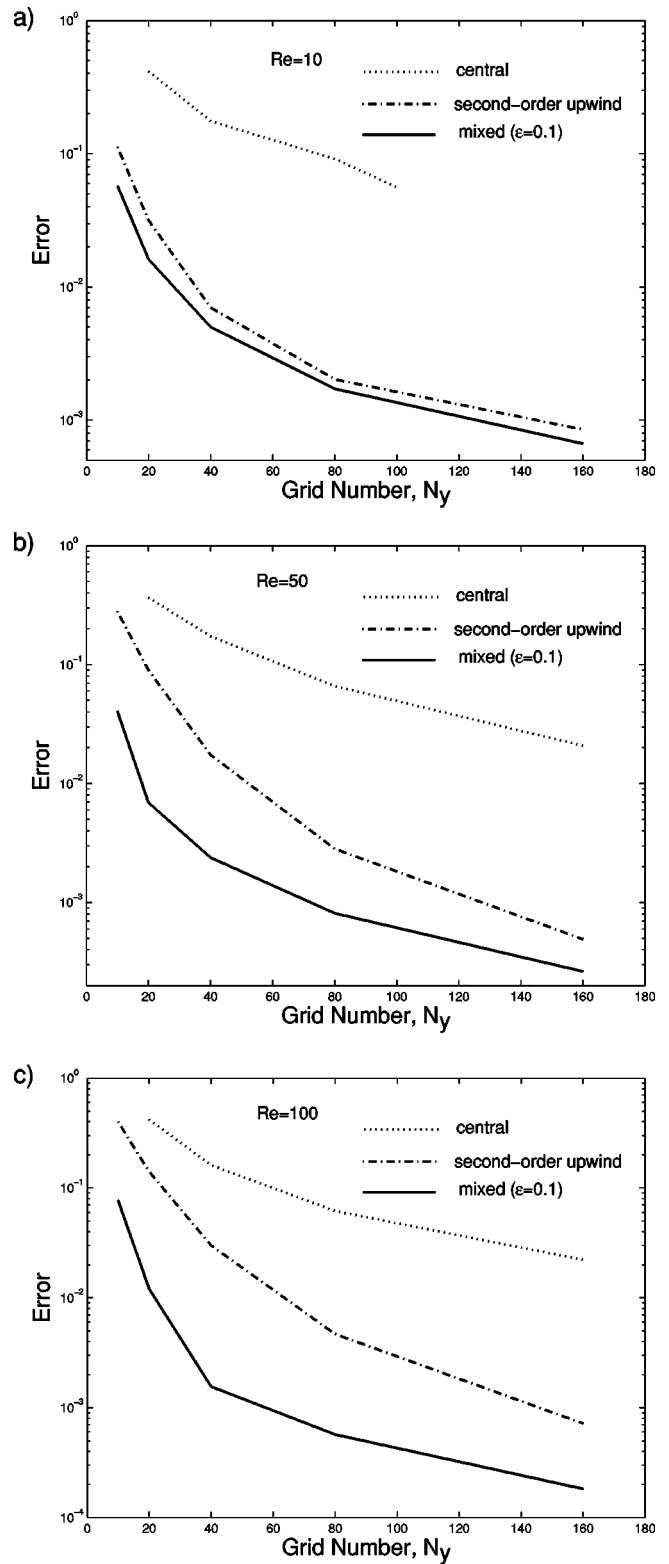 a)
10^0
Re=10
central
second-order upwind
mixed (ε=0.1)
10^-1
Error
10^-2
10^-3
0 20 40 60 80 100 120 140 160 180
Grid Number, Ny
b)
10^0
Re=50
central
second-order upwind
mixed (ε=0.1)
10^-1
Error
10^-2
10^-3
0 20 40 60 80 100 120 140 160 180
Grid Number, Ny
c)
10^0
Re=100
central
second-order upwind
mixed (ε=0.1)
10^-1
Error
10^-2
10^-3
10^-4
0 20 40 60 80 100 120 140 160 180
Grid Number, Ny